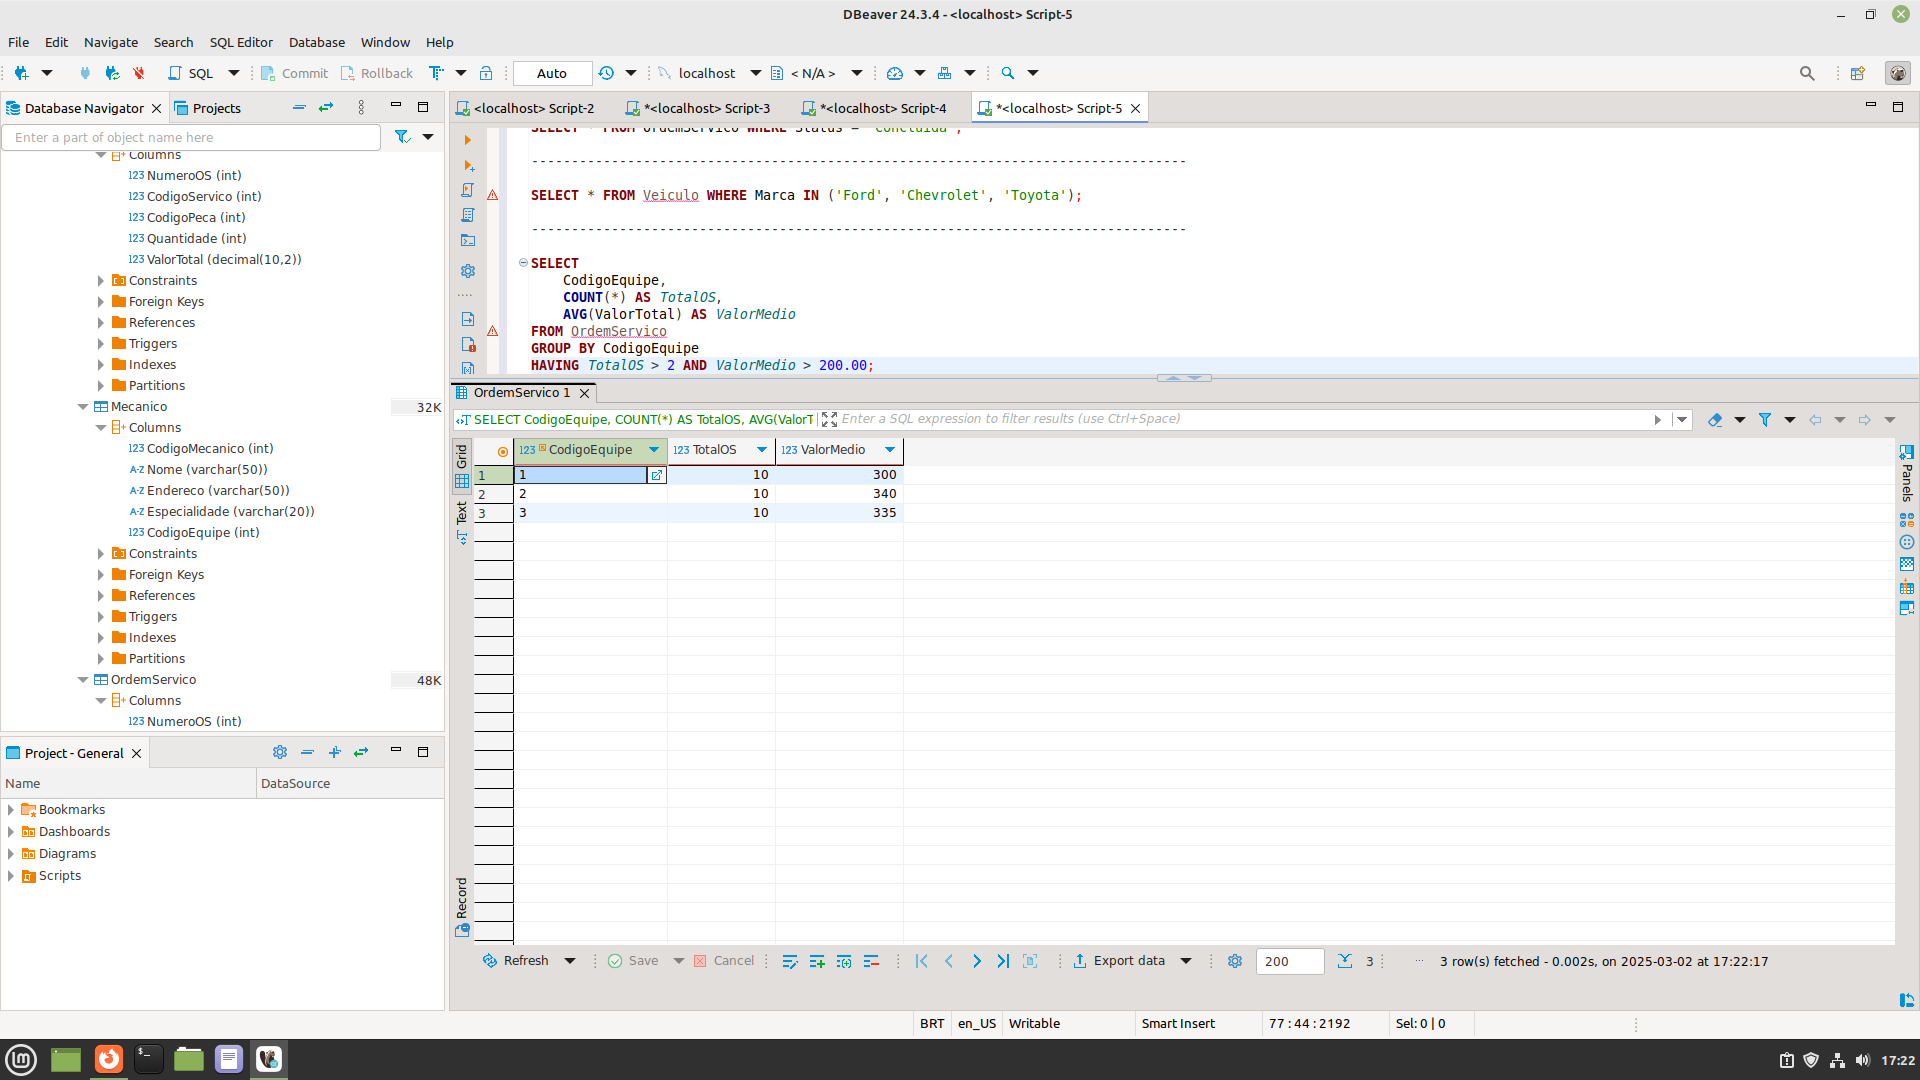 DBeaver 24.3.4 - <localhost> Script-5
File Edit Navigate Search SQL Editor Database Window Help
SQL Commit Rollback Auto localhost < N/A >
Database Navigator Projects
<localhost> Script-2 *<localhost> Script-3 *<localhost> Script-4 *<localhost> Script-5
Enter a part of object name here
Columns
123 NumeroOS (int)
123 CodigoServico (int)
123 CodigoPeca (int)
123 Quantidade (int)
123 ValorTotal (decimal(10,2))
Constraints
Foreign Keys
References
Triggers
Indexes
Partitions
Mecanico 32K
Columns
123 CodigoMecanico (int)
A-Z Nome (varchar(50))
A-Z Endereco (varchar(50))
A-Z Especialidade (varchar(20))
123 CodigoEquipe (int)
Constraints
Foreign Keys
References
Triggers
Indexes
Partitions
OrdemServico 48K
Columns
123 NumeroOS (int)
SELECT * FROM OrdemServico WHERE Status = 'Concluída';
----------------------------------------------------------------------------------
SELECT * FROM Veiculo WHERE Marca IN ('Ford', 'Chevrolet', 'Toyota');
----------------------------------------------------------------------------------
SELECT
CodigoEquipe,
COUNT(*) AS TotalOS,
AVG(ValorTotal) AS ValorMedio
FROM OrdemServico
GROUP BY CodigoEquipe
HAVING TotalOS > 2 AND ValorMedio > 200.00;
OrdemServico 1
SELECT CodigoEquipe, COUNT(*) AS TotalOS, AVG(ValorT Enter a SQL expression to filter results (use Ctrl+Space)
Grid
Text
Record
Panels
123 CodigoEquipe 123 TotalOS 123 ValorMedio
1 1 10 300
2 2 10 340
3 3 10 335
Refresh Save Cancel Export data 200 3 3 row(s) fetched - 0.002s, on 2025-03-02 at 17:22:17
Project - General
Name DataSource
Bookmarks
Dashboards
Diagrams
Scripts
BRT en_US Writable Smart Insert 77 : 44 : 2192 Sel: 0 | 0
17:22